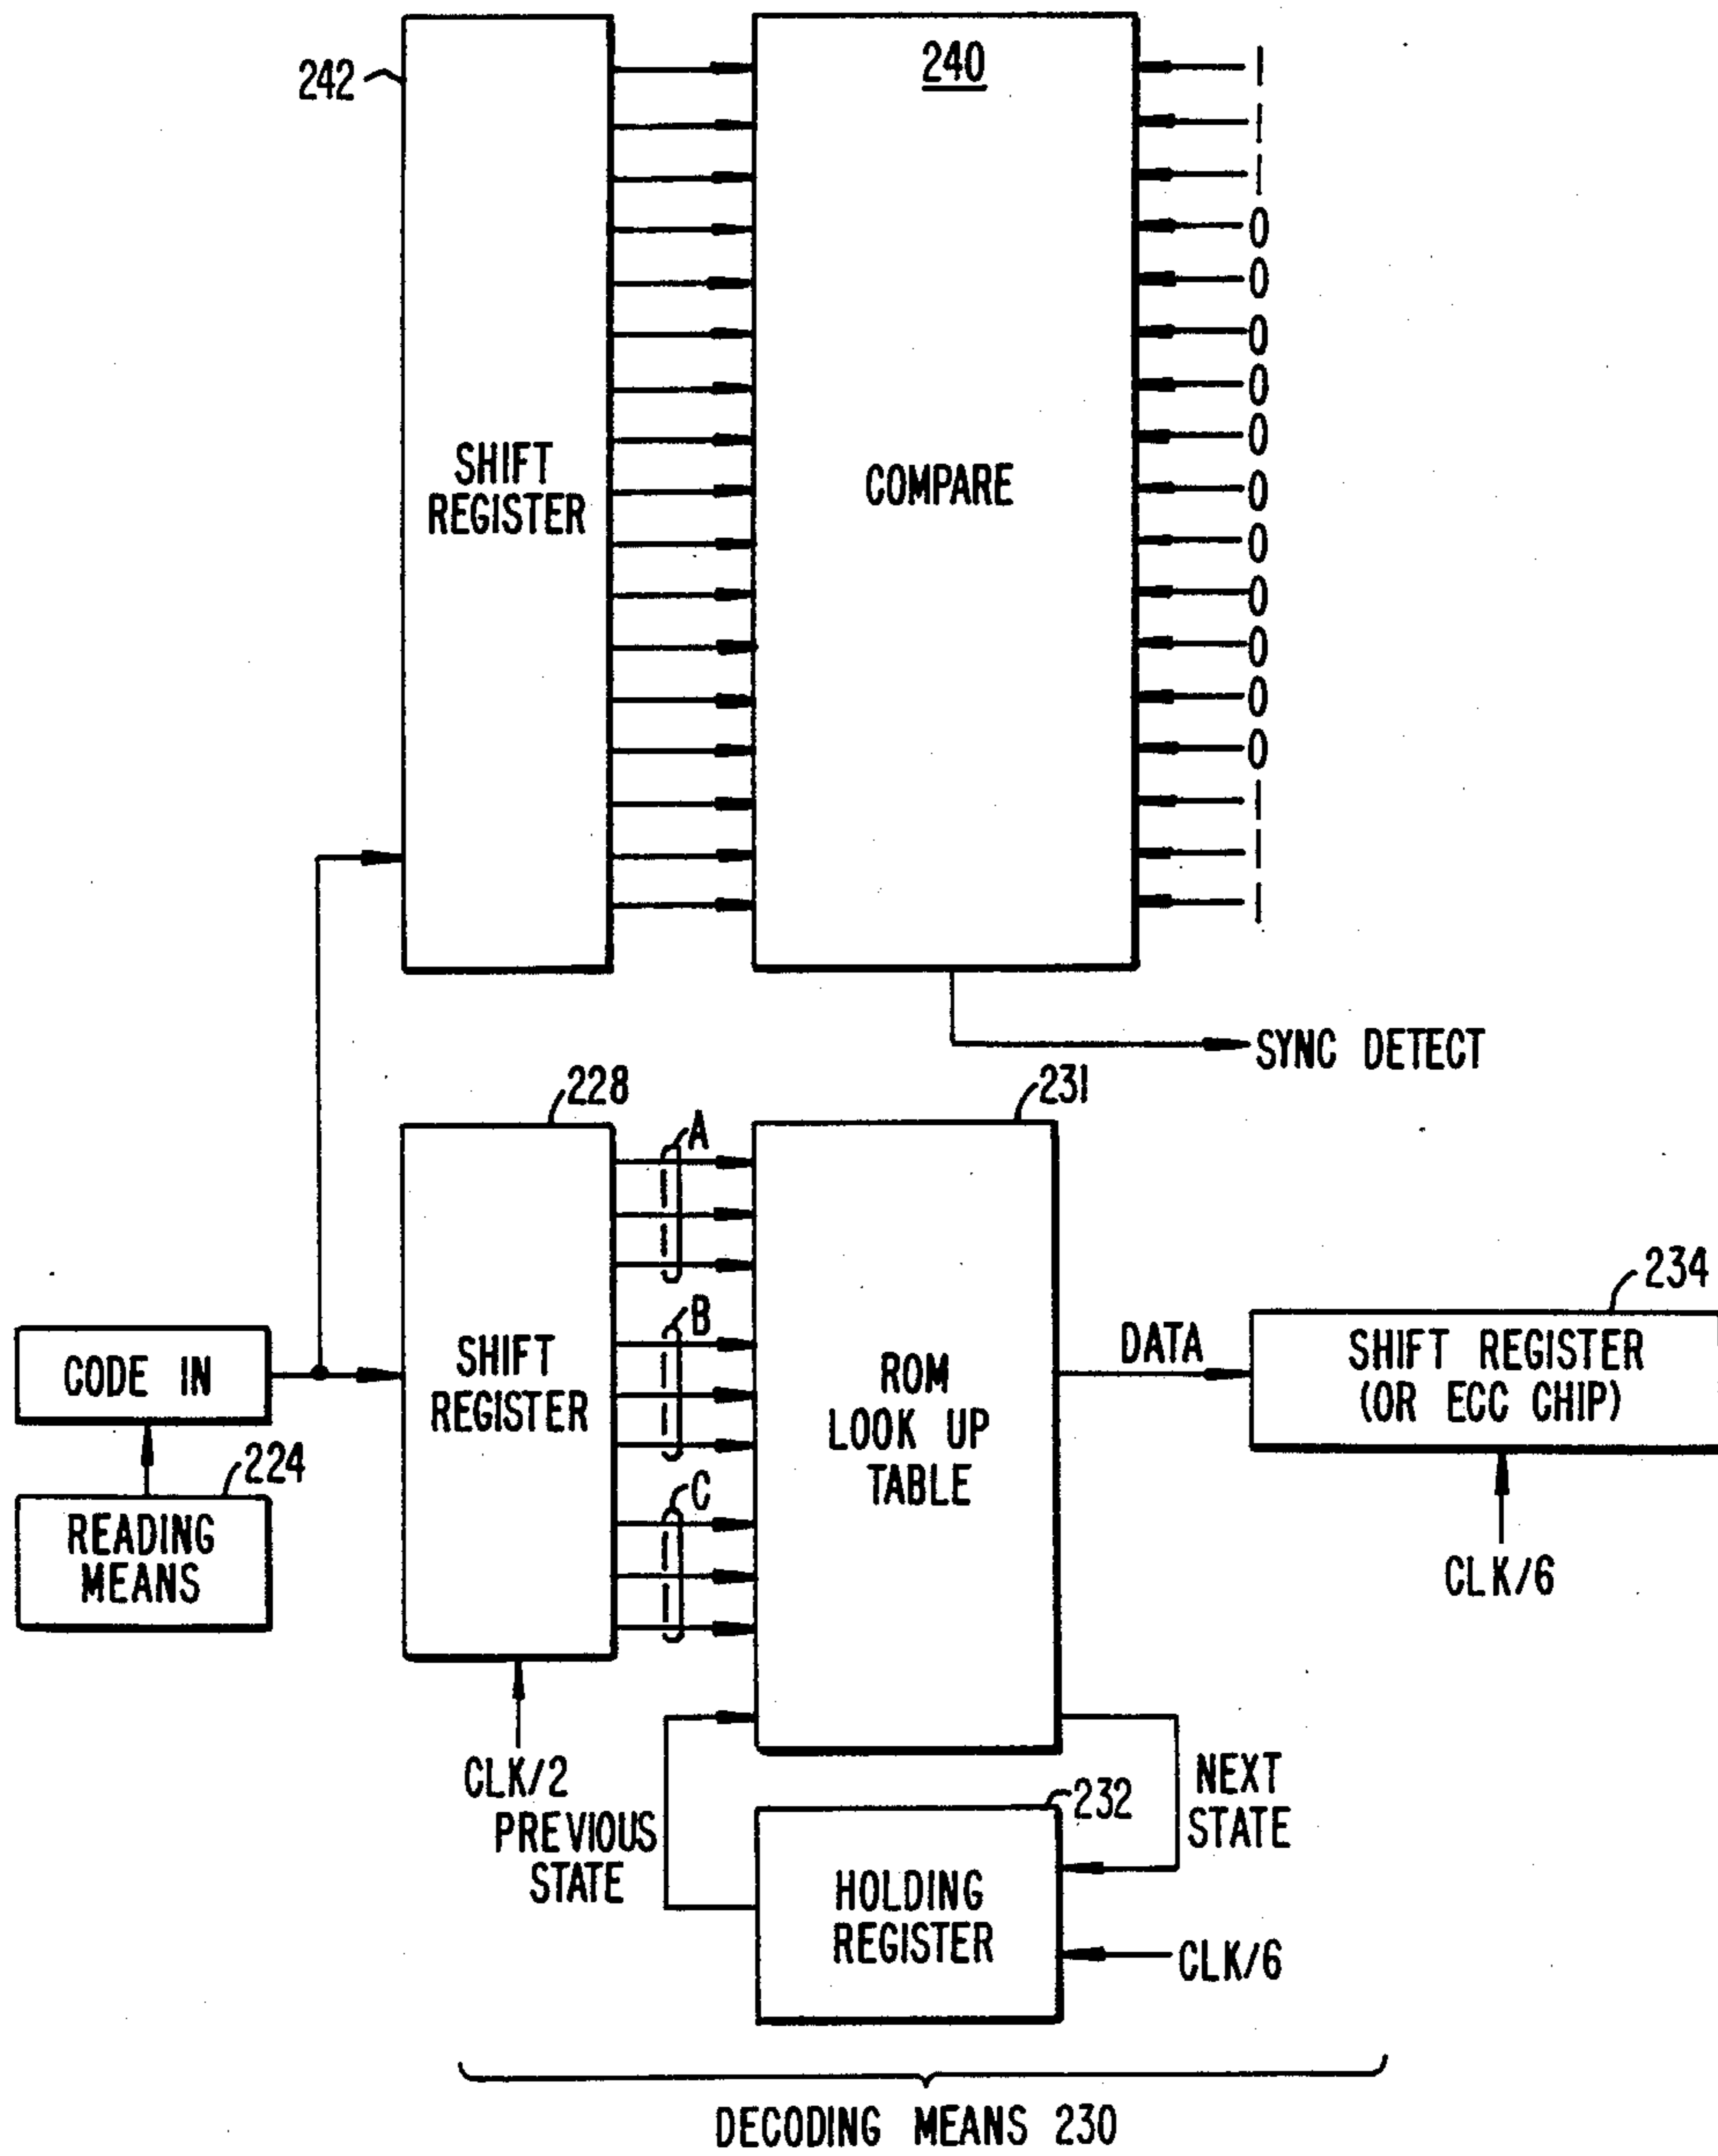 242
240
1
1
1
0
0
0
0
0
0
0
0
0
0
0
1
1
1
SHIFT
REGISTER
COMPARE
SYNC DETECT
228
231
A
B
C
234
CODE IN
SHIFT
REGISTER
ROM
LOOK UP
TABLE
DATA
SHIFT REGISTER
(OR ECC CHIP)
224
READING
MEANS
CLK/6
CLK/2
PREVIOUS
STATE
232
NEXT
STATE
HOLDING
REGISTER
CLK/6
DECODING MEANS 230